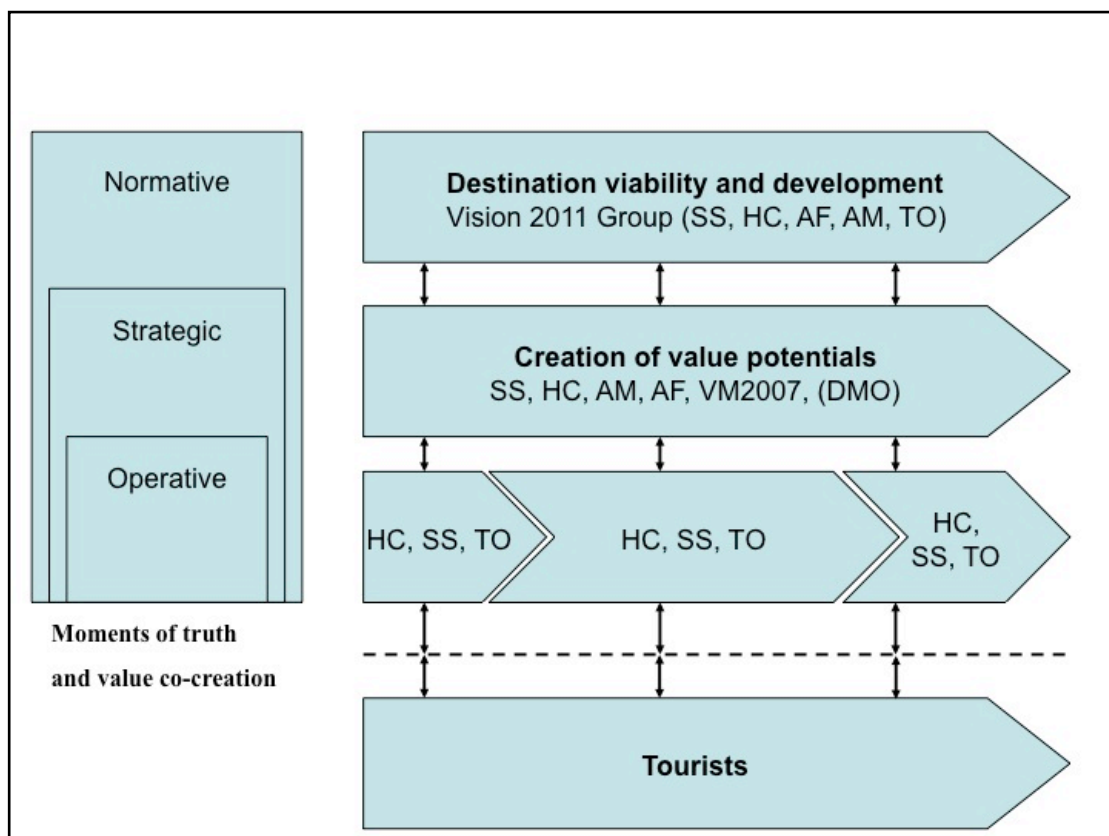 Normative
Strategic
Operative
Moments of truth
and value co-creation
Destination viability and development
Vision 2011 Group (SS, HC, AF, AM, TO)
Creation of value potentials
SS, HC, AM, AF, VM2007, (DMO)
HC, SS, TO
HC, SS, TO
HC,
SS, TO
Tourists